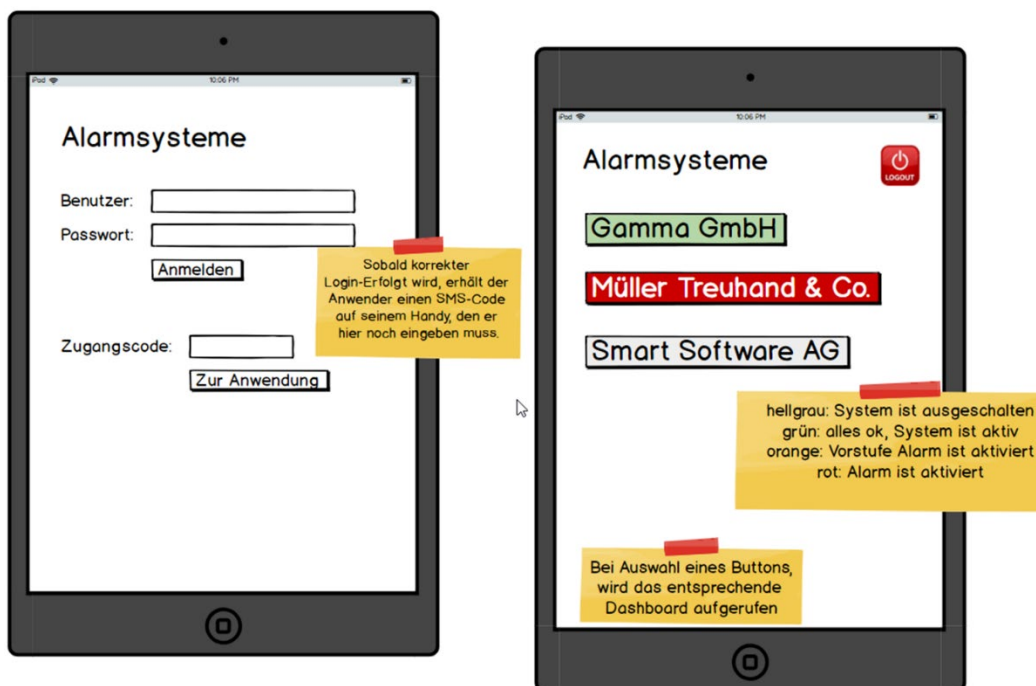 iPod
10:06 PM
Alarmsysteme
Benutzer:
Passwort:
Anmelden
Sobald korrekter
Login-Erfolgt wird, erhält der
Anwender einen SMS-Code
auf seinem Handy, den er
hier noch eingeben muss.
Zugangscode:
Zur Anwendung
iPod
10:06 PM
Alarmsysteme
LOGOUT
Gamma GmbH
Müller Treuhand & Co.
Smart Software AG
hellgrau: System ist ausgeschalten
grün: alles ok, System ist aktiv
orange: Vorstufe Alarm ist aktiviert
rot: Alarm ist aktiviert
Bei Auswahl eines Buttons,
wird das entsprechende
Dashboard aufgerufen